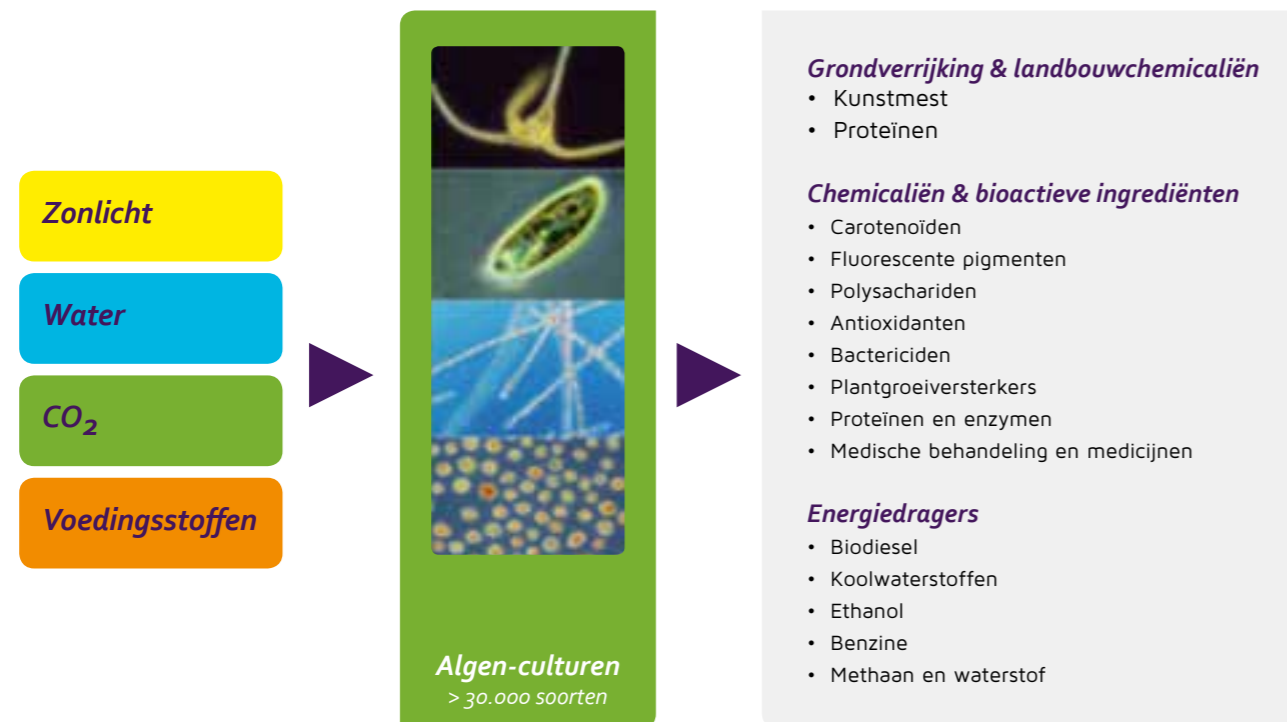 Zonlicht
Water
CO₂
Voedingsstoffen
Algen-culturen
> 30.000 soorten
Grondverrijking & landbouwchemicaliën
• Kunstmest
• Proteïnen
Chemicaliën & bioactieve ingrediënten
• Carotenoïden
• Fluorescente pigmenten
• Polysachariden
• Antioxidanten
• Bactericiden
• Plantgroeiversterkers
• Proteïnen en enzymen
• Medische behandeling en medicijnen
Energiedragers
• Biodiesel
• Koolwaterstoffen
• Ethanol
• Benzine
• Methaan en waterstof